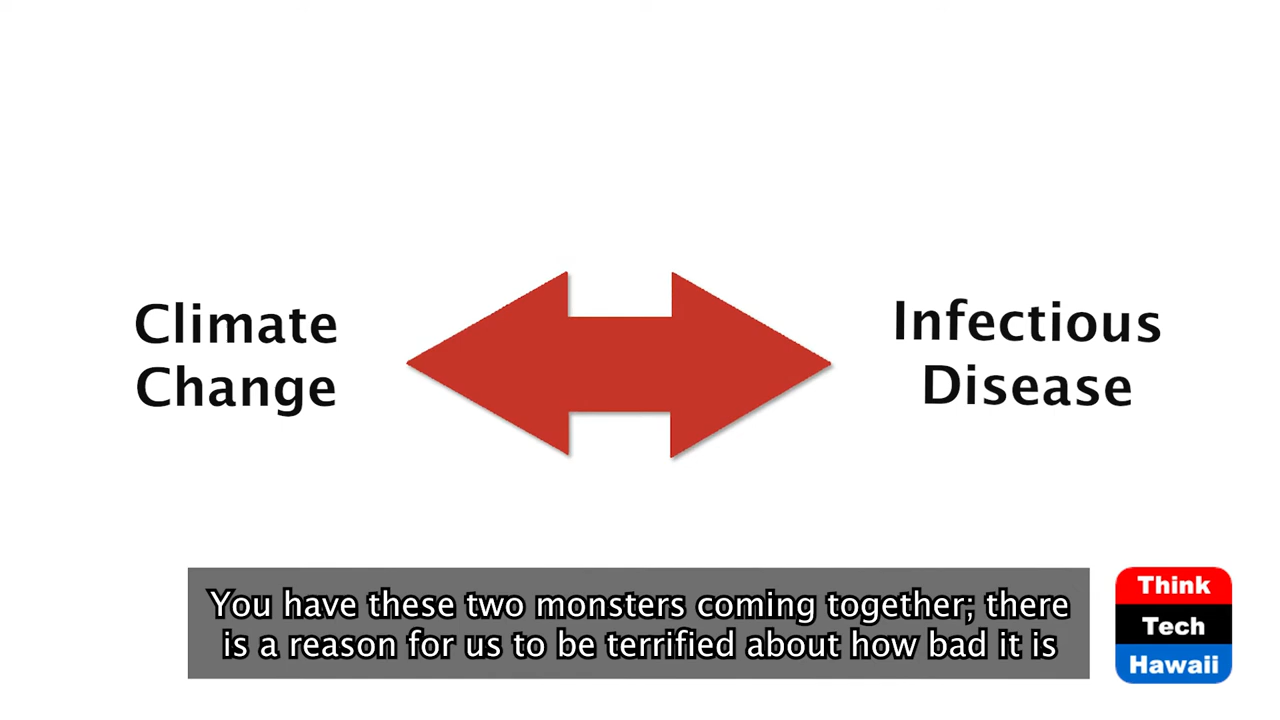 Climate
Change
Infectious
Disease
You have these two monsters coming together; there
is a reason for us to be terrified about how bad it is
Think
Tech
Hawaii